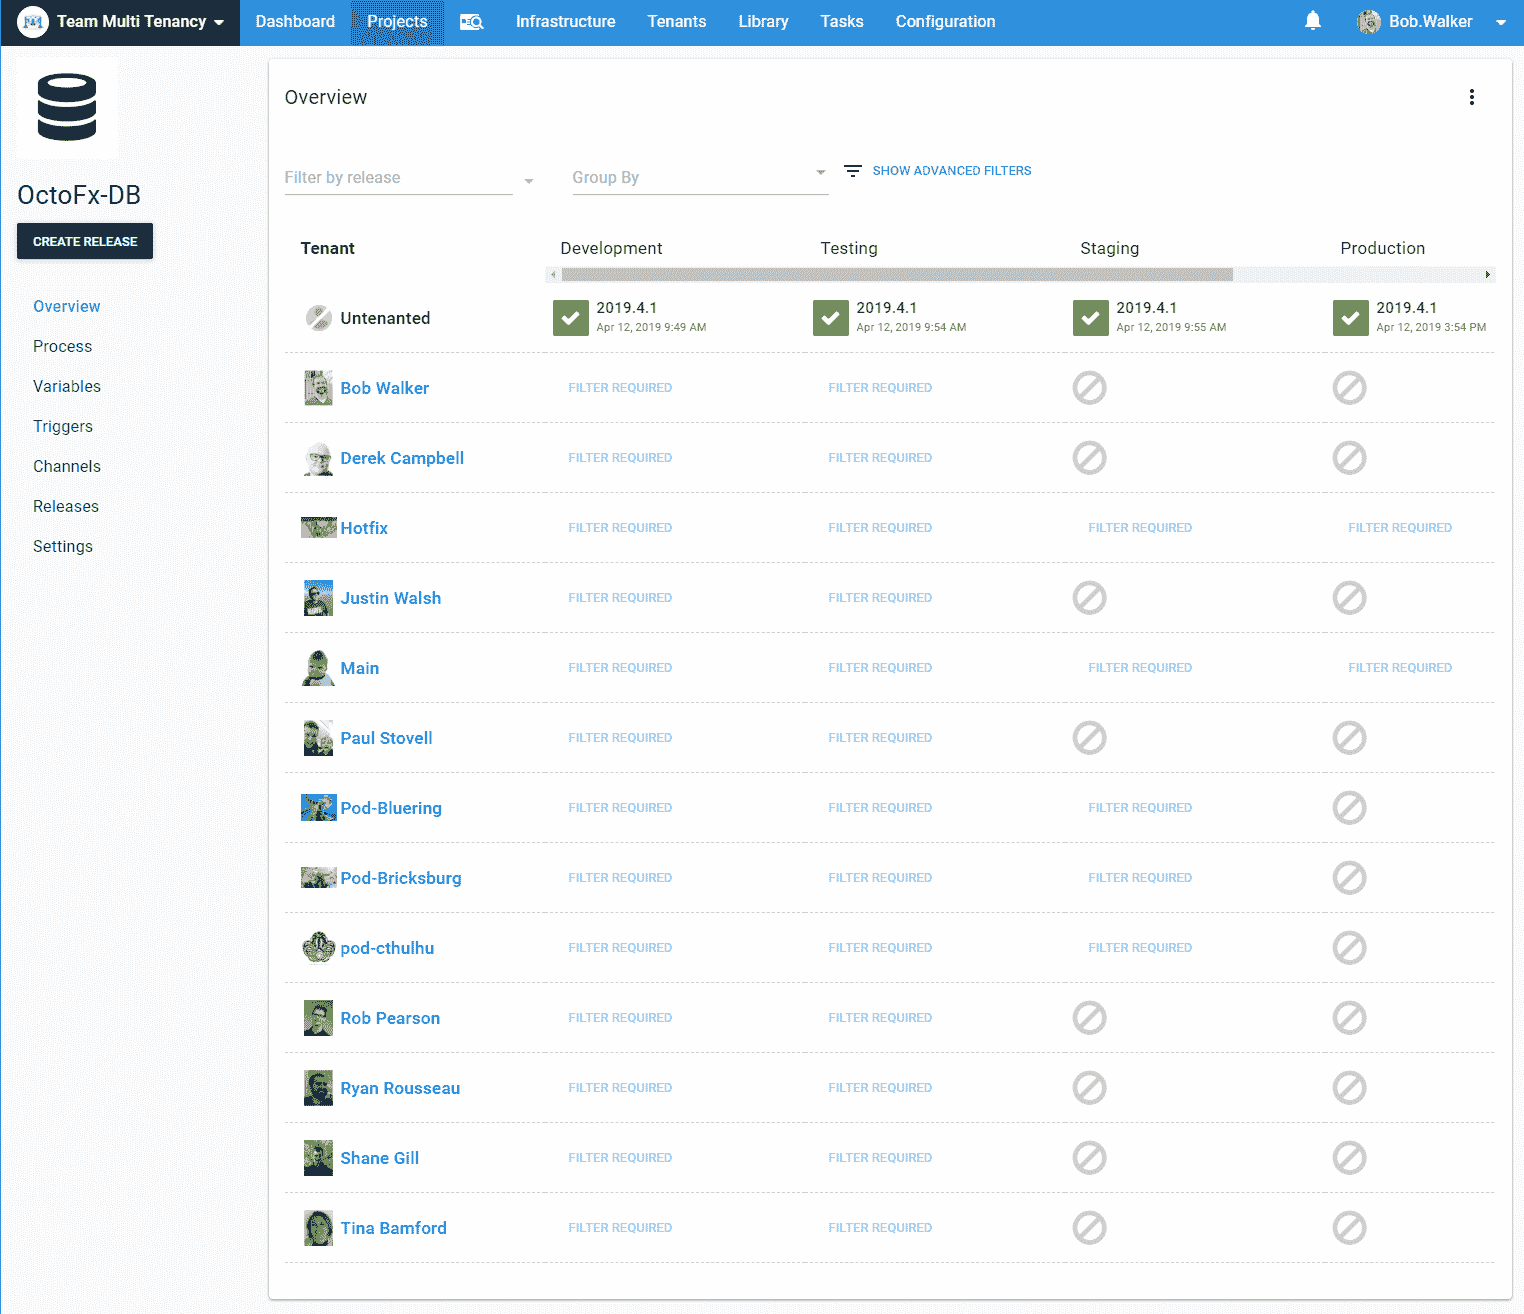 Team Multi Tenancy Dashboard Projects Infrastructure Tenants Library Tasks Configuration Bob.Walker
OctoFx-DB
CREATE RELEASE
Overview
Process
Variables
Triggers
Channels
Releases
Settings
Overview
Filter by release Group By SHOW ADVANCED FILTERS
Tenant Development Testing Staging Production
Untenanted 2019.4.1 2019.4.1 2019.4.1 2019.4.1
Apr 12, 2019 9:49 AM Apr 12, 2019 9:54 AM Apr 12, 2019 9:55 AM Apr 12, 2019 3:54 PM
Bob Walker FILTER REQUIRED FILTER REQUIRED
Derek Campbell FILTER REQUIRED FILTER REQUIRED
Hotfix FILTER REQUIRED FILTER REQUIRED FILTER REQUIRED FILTER REQUIRED
Justin Walsh FILTER REQUIRED FILTER REQUIRED
Main FILTER REQUIRED FILTER REQUIRED FILTER REQUIRED FILTER REQUIRED
Paul Stovell FILTER REQUIRED FILTER REQUIRED
Pod-Bluering FILTER REQUIRED FILTER REQUIRED FILTER REQUIRED
Pod-Bricksburg FILTER REQUIRED FILTER REQUIRED FILTER REQUIRED
pod-cthulhu FILTER REQUIRED FILTER REQUIRED FILTER REQUIRED
Rob Pearson FILTER REQUIRED FILTER REQUIRED
Ryan Rousseau FILTER REQUIRED FILTER REQUIRED
Shane Gill FILTER REQUIRED FILTER REQUIRED
Tina Bamford FILTER REQUIRED FILTER REQUIRED